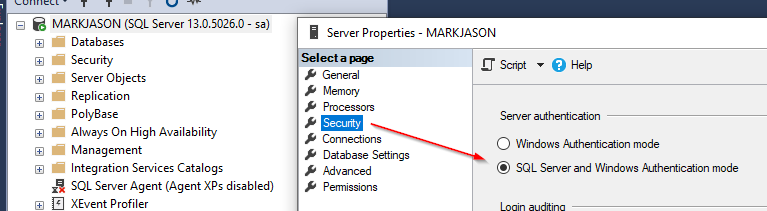 Connect
MARKJASON (SQL Server 13.0.5026.0 - sa)
Databases
Security
Server Objects
Replication
PolyBase
Always On High Availability
Management
Integration Services Catalogs
SQL Server Agent (Agent XPs disabled)
XEvent Profiler
Server Properties - MARKJASON
Select a page
General
Memory
Processors
Security
Connections
Database Settings
Advanced
Permissions
Script
Help
Server authentication
Windows Authentication mode
SQL Server and Windows Authentication mode
Login auditing